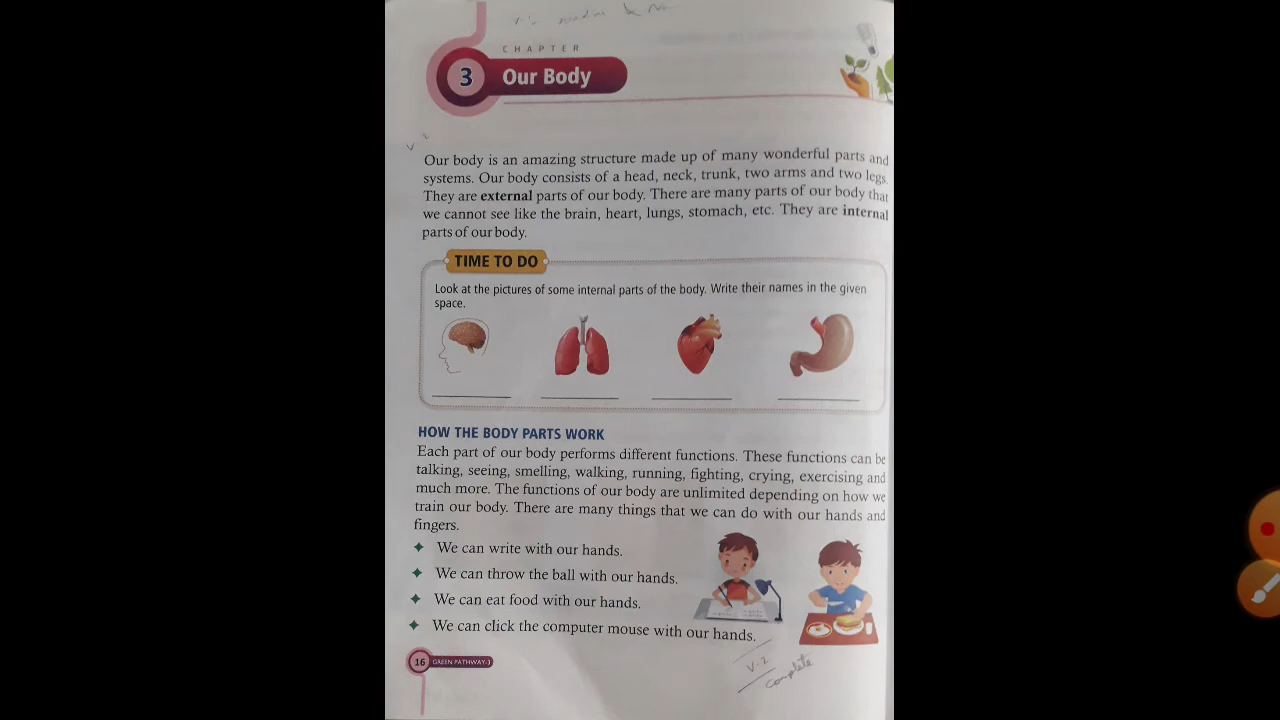 CHAPTER
3 Our Body
Our body is an amazing structure made up of many wonderful parts and
systems. Our body consists of a head, neck, trunk, two arms and two legs.
They are external parts of our body. There are many parts of our body that
we cannot see like the brain, heart, lungs, stomach, etc. They are internal
parts of our body.
TIME TO DO
Look at the pictures of some internal parts of the body. Write their names in the given
space.
HOW THE BODY PARTS WORK
Each part of our body performs different functions. These functions can be
talking, seeing, smelling, walking, running, fighting, crying, exercising and
much more. The functions of our body are unlimited depending on how we
train our body. There are many things that we can do with our hands and
fingers.
We can write with our hands.
We can throw the ball with our hands.
We can eat food with our hands.
We can click the computer mouse with our hands.
V-2
complete
16 GREEN PATHWAY-3